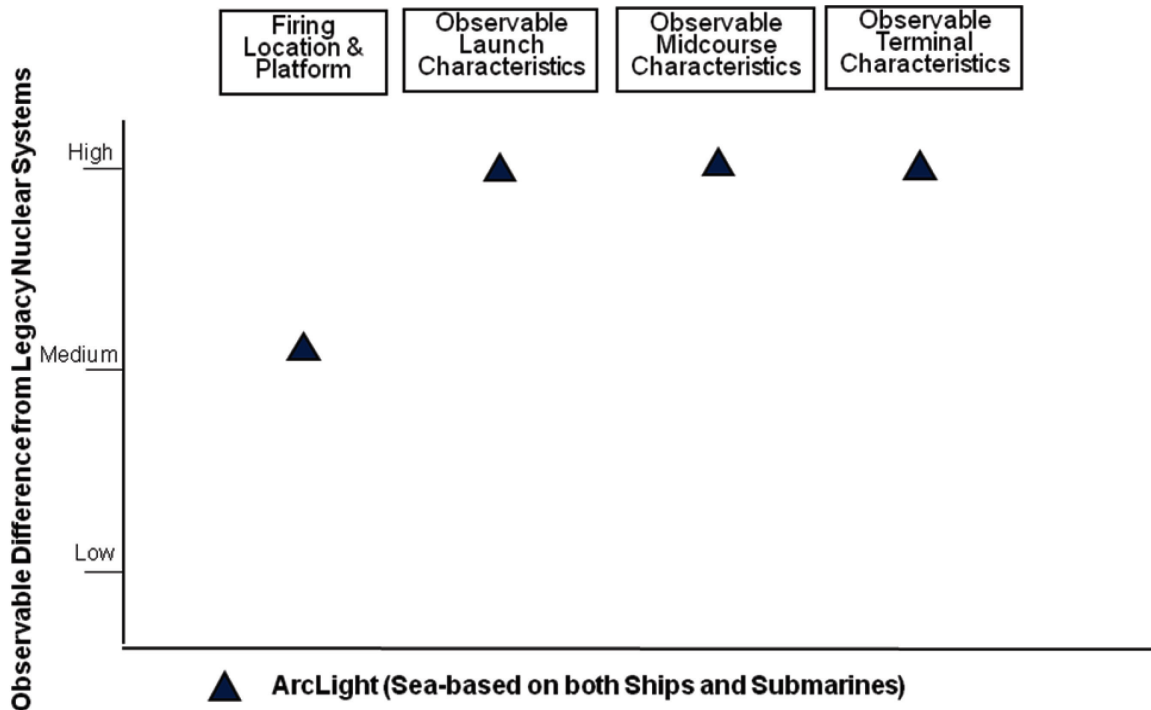 Firing
Location &
Platform
Observable
Launch
Characteristics
Observable
Midcourse
Characteristics
Observable
Terminal
Characteristics
Observable Difference from Legacy Nuclear Systems
High
Medium
Low
ArcLight (Sea-based on both Ships and Submarines)